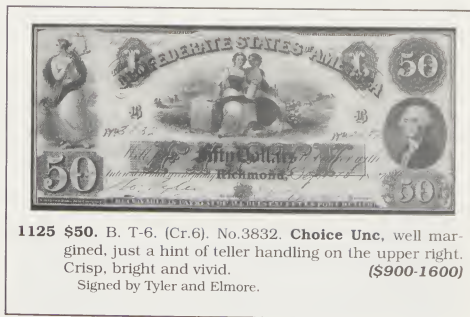 CONFEDERATE STATES OF AMERICA
50
B B
Fifty Dollars
Richmond,
50 50
1125 $50. B. T-6. (Cr.6). No.3832. Choice Unc, well mar-
gined, just a hint of teller handling on the upper right.
Crisp, bright and vivid. ($900-1600)
Signed by Tyler and Elmore.